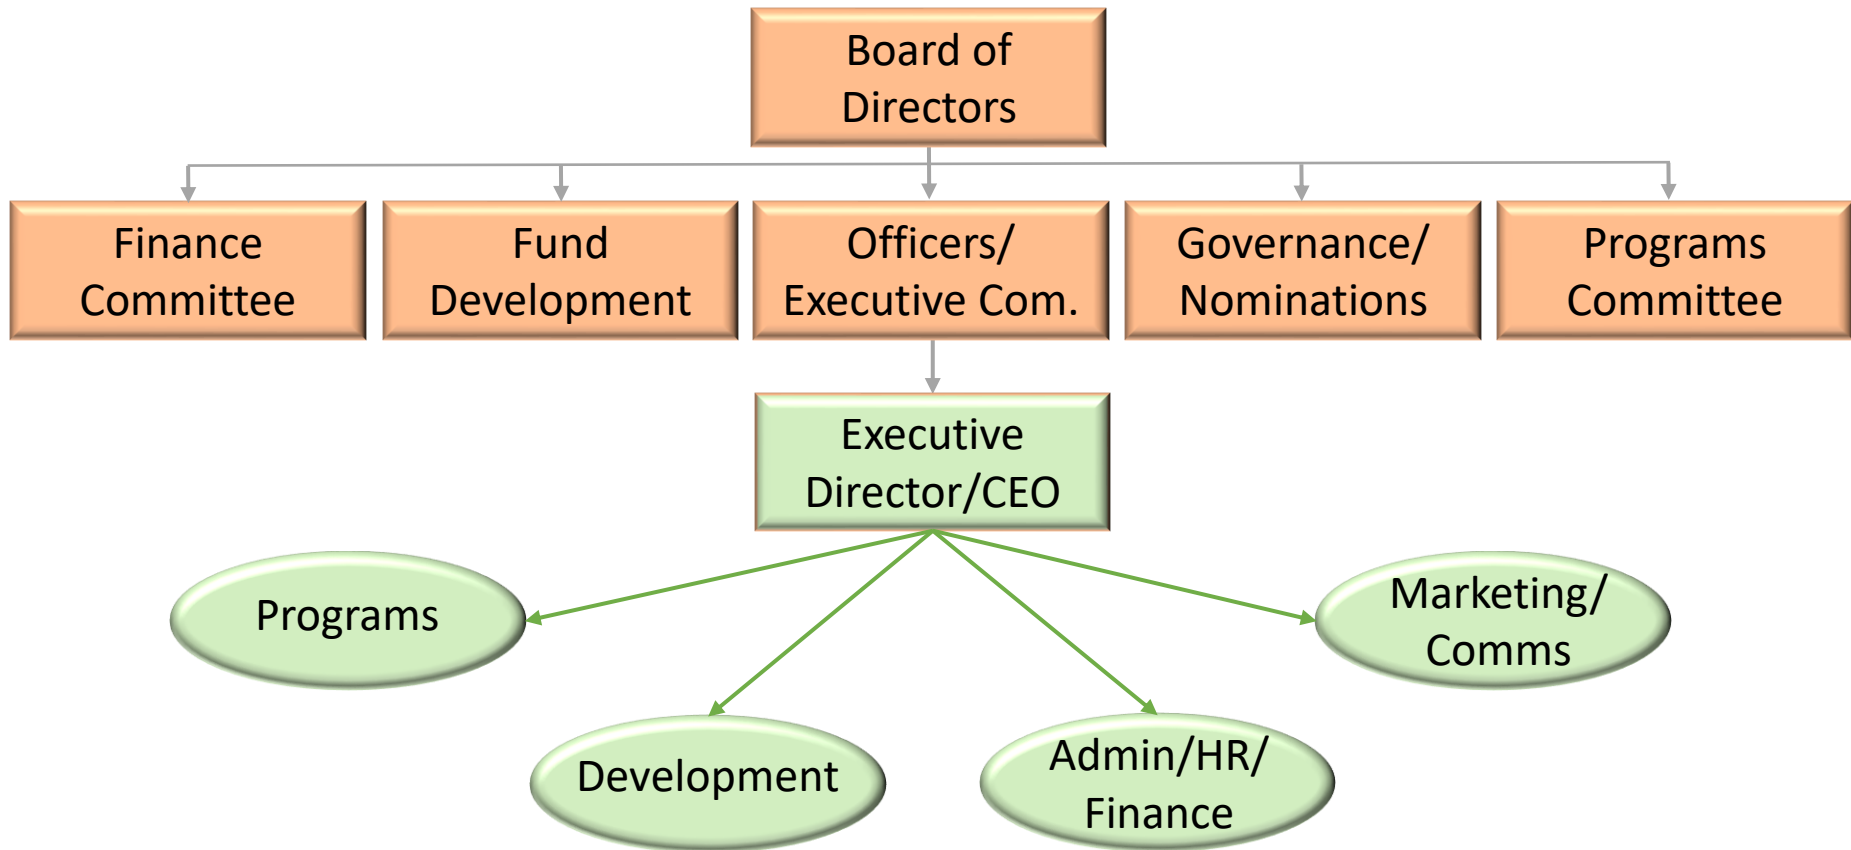 Board of
Directors
Finance
Committee
Fund
Development
Officers/
Executive Com.
Governance/
Nominations
Programs
Committee
Executive
Director/CEO
Programs
Marketing/
Comms
Development
Admin/HR/
Finance